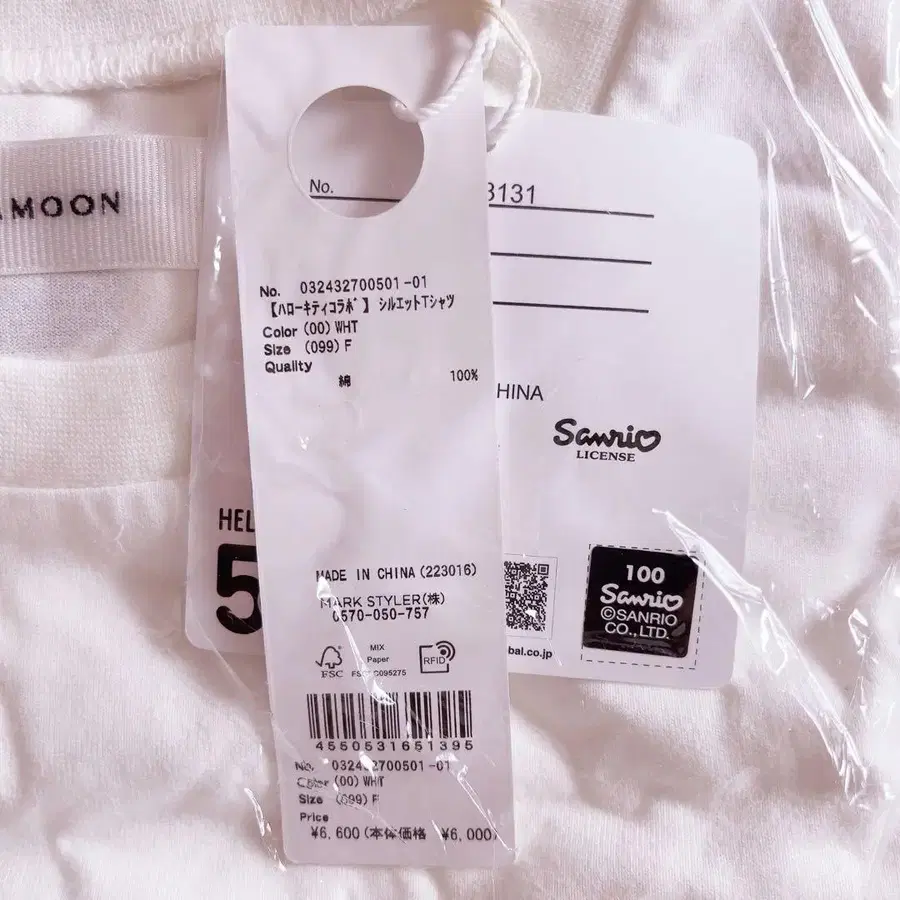 MOON
No.
3131
No. 032432700501-01
【ハローキティコラボ】 シルエットTシャツ
Color (00) WHT
Size (099) F
Quality
綿 100%
HINA
Sanrio
LICENSE
HEL
5
MADE IN CHINA (223016)
MARK STYLER(株)
0570-050-757
MIX
Paper
FSC
RFID
100
Sanrio
©SANRIO
CO., LTD.
bal.co.jp
4550531651395
No. 032432700501-01
Color (00) WHT
Size (099) F
Price
¥6,600 (本体価格 ¥6,000)